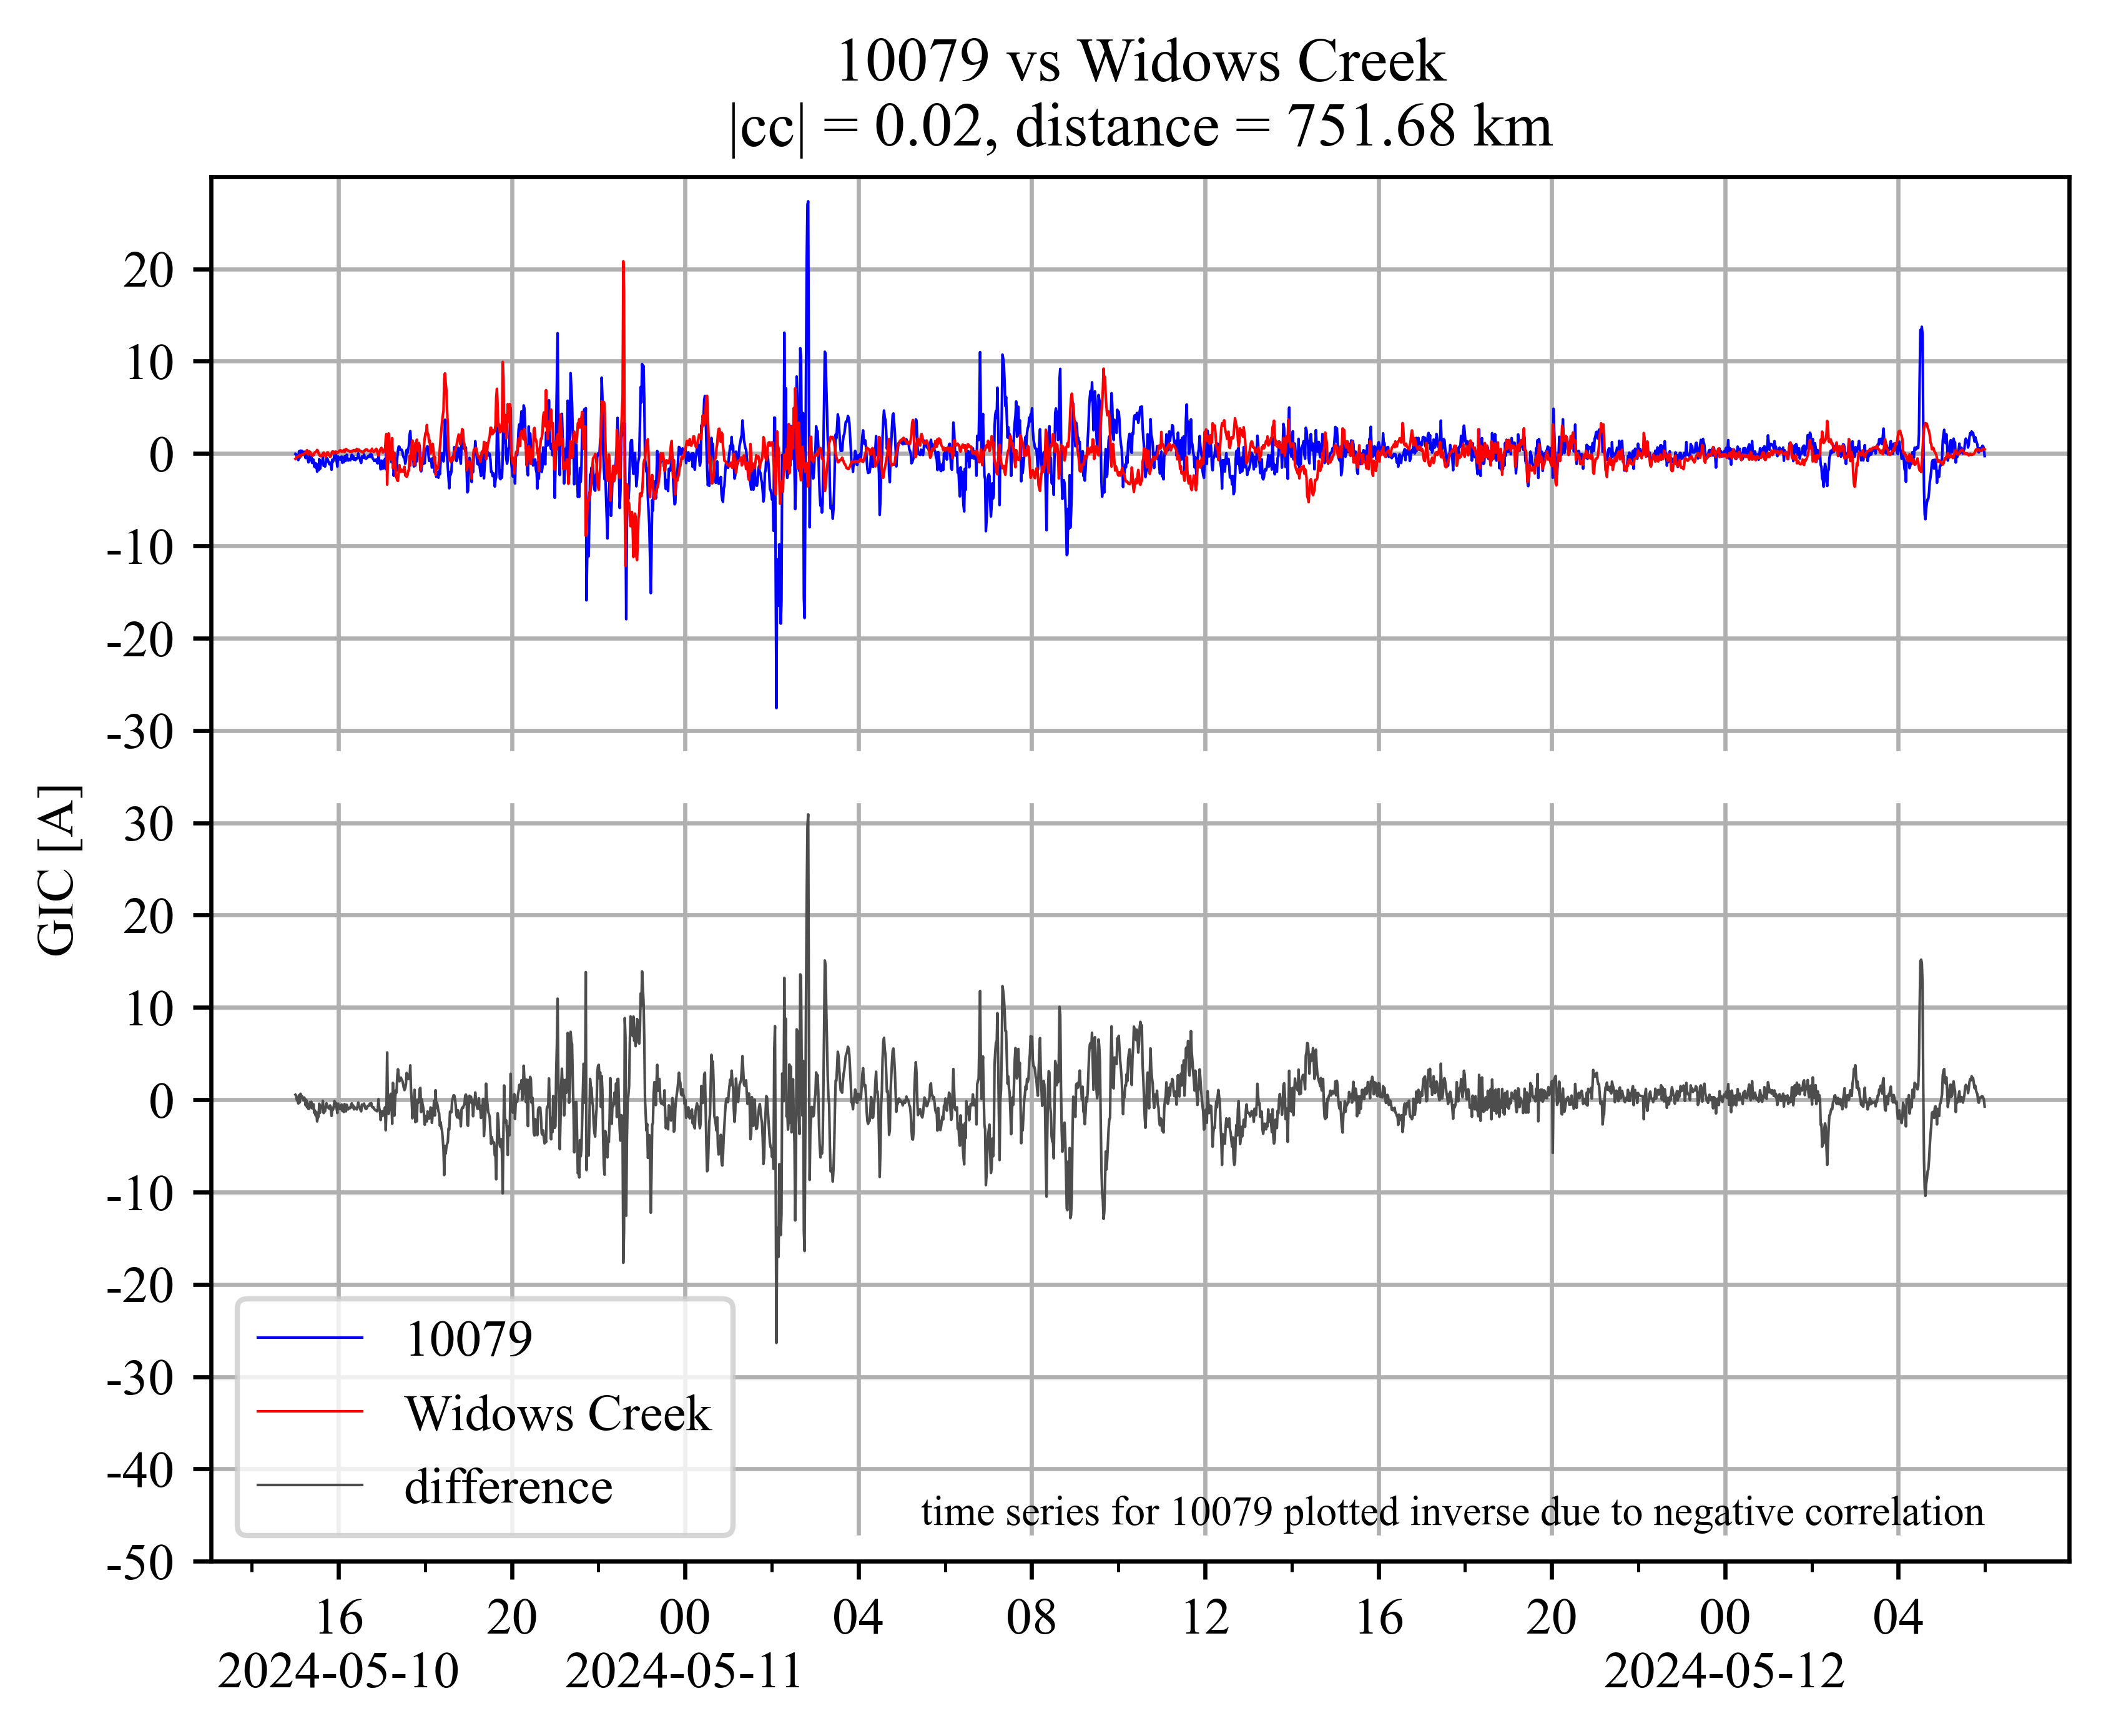 10079 vs Widows Creek
|cc| = 0.02, distance = 751.68 km
GIC [A]
20
10
0
-10
-20
-30
30
20
10
0
-10
-20
-30
-40
-50
10079
Widows Creek
difference
time series for 10079 plotted inverse due to negative correlation
16 20 00 04 08 12 16 20 00 04
2024-05-10 2024-05-11 2024-05-12